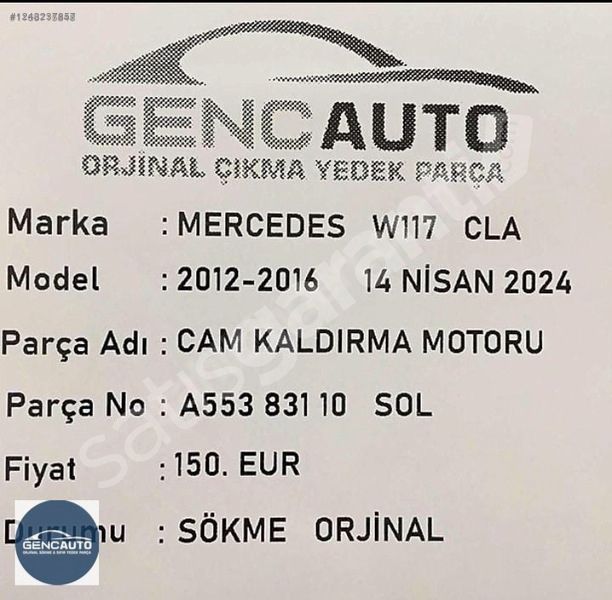 GENCAUTO
ORJİNAL ÇIKMA YEDEK PARÇA
Marka : MERCEDES W117 CLA
Model : 2012-2016 14 NİSAN 2024
Parça Adı : CAM KALDIRMA MOTORU
Parça No : A553 831 10 SOL
Fiyat : 150. EUR
Durumu : SÖKME ORJİNAL
GENCAUTO
satışgaranti